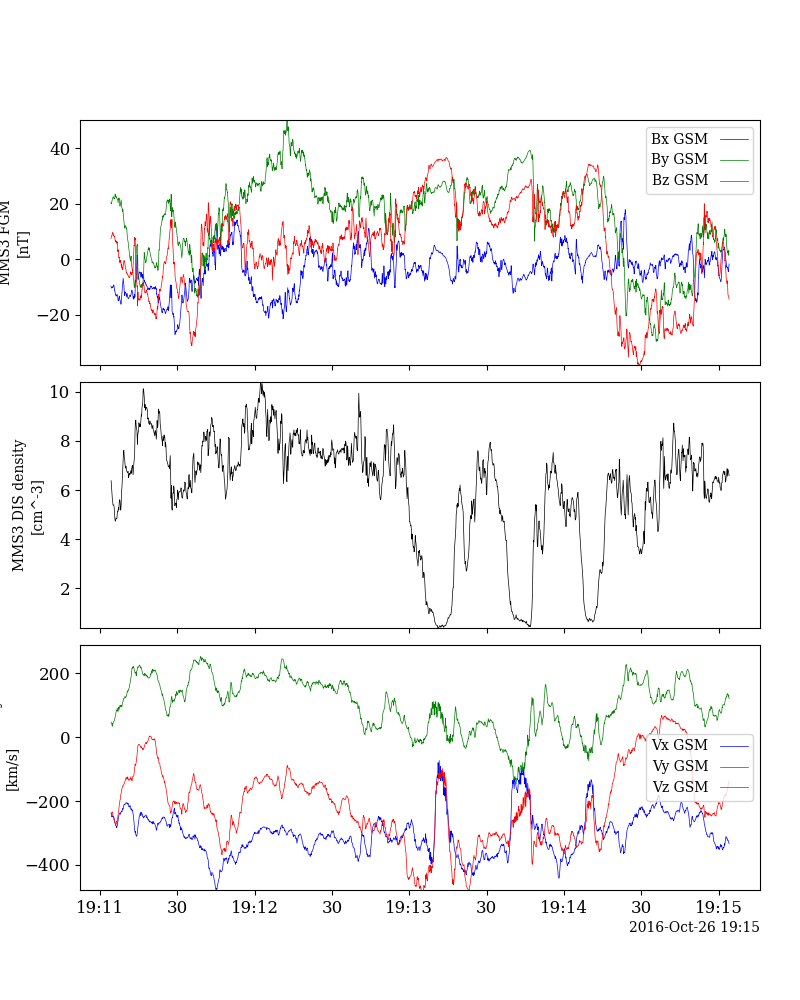 MMS3 FGM
[nT]
40
20
0
−20
Bx GSM
By GSM
Bz GSM
MMS3 DIS density
[cm^-3]
10
8
6
4
2
[km/s]
200
0
−200
−400
Vx GSM
Vy GSM
Vz GSM
19:11
30
19:12
30
19:13
30
19:14
30
19:15
2016-Oct-26 19:15